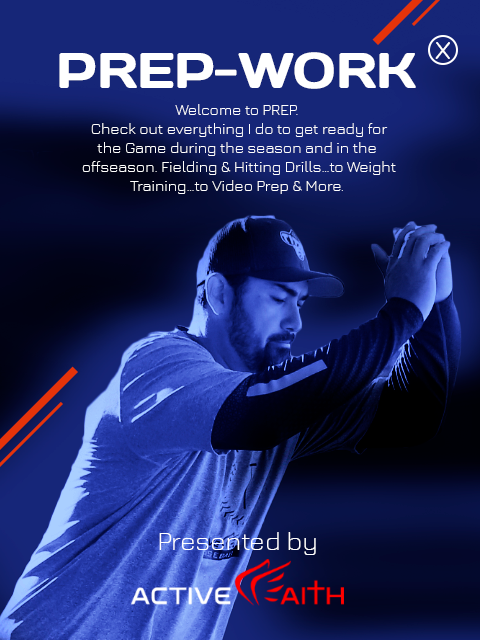 PREP-WORK
Welcome to PREP.
Check out everything I do to get ready for
the Game during the season and in the
offseason. Fielding & Hitting Drills...to Weight
Training...to Video Prep & More.
Presented by
ACTIVE FAITH